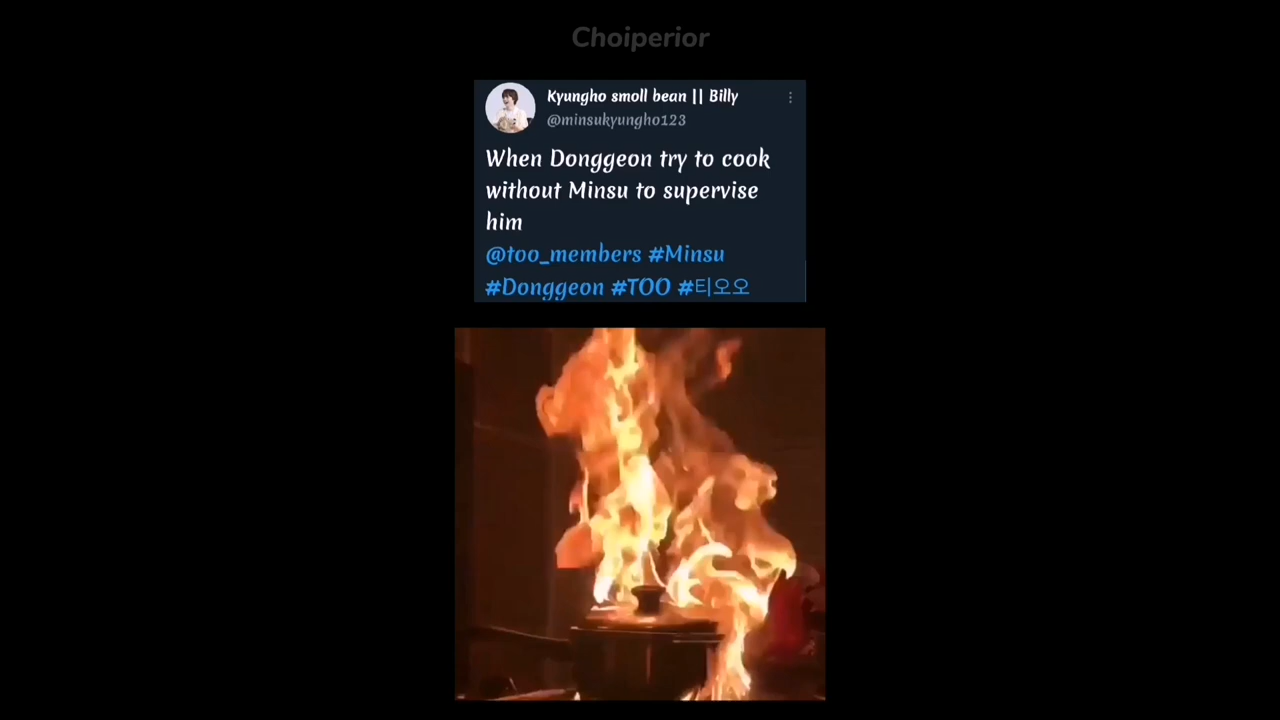 Choiperior
Kyungho smoll bean || Billy
@minsukyungho123
When Donggeon try to cook
without Minsu to supervise
him
@too_members #Minsu
#Donggeon #TOO #티오오